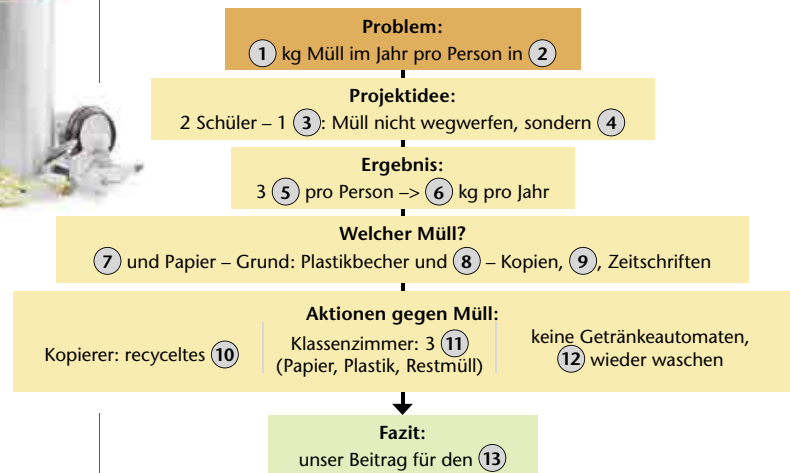 Problem:
1 kg Müll im Jahr pro Person in 2
Projektidee:
2 Schüler – 1 3: Müll nicht wegwerfen, sondern 4
Ergebnis:
3 5 pro Person –> 6 kg pro Jahr
Welcher Müll?
7 und Papier – Grund: Plastikbecher und 8 – Kopien, 9, Zeitschriften
Aktionen gegen Müll:
Kopierer: recyceltes 10
Klassenzimmer: 3 11
(Papier, Plastik, Restmüll)
keine Getränkeautomaten,
12 wieder waschen
Fazit:
unser Beitrag für den 13